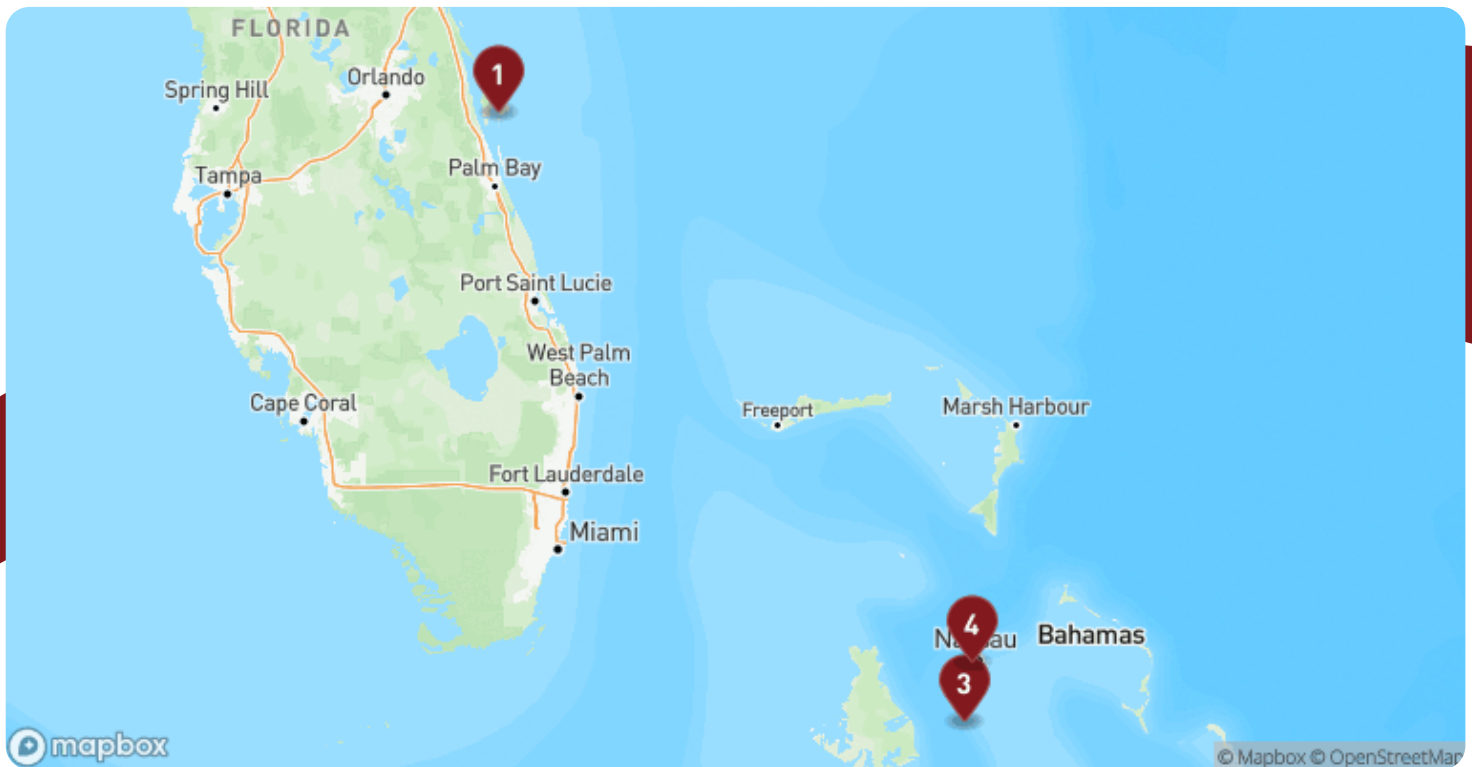 FLORIDA
1
Orlando
Spring Hill
Palm Bay
Tampa
Port Saint Lucie
West Palm
Beach
Cape Coral
Freeport
Marsh Harbour
Fort Lauderdale
Miami
4
Bahamas
3
mapbox
© Mapbox © OpenStreetMap